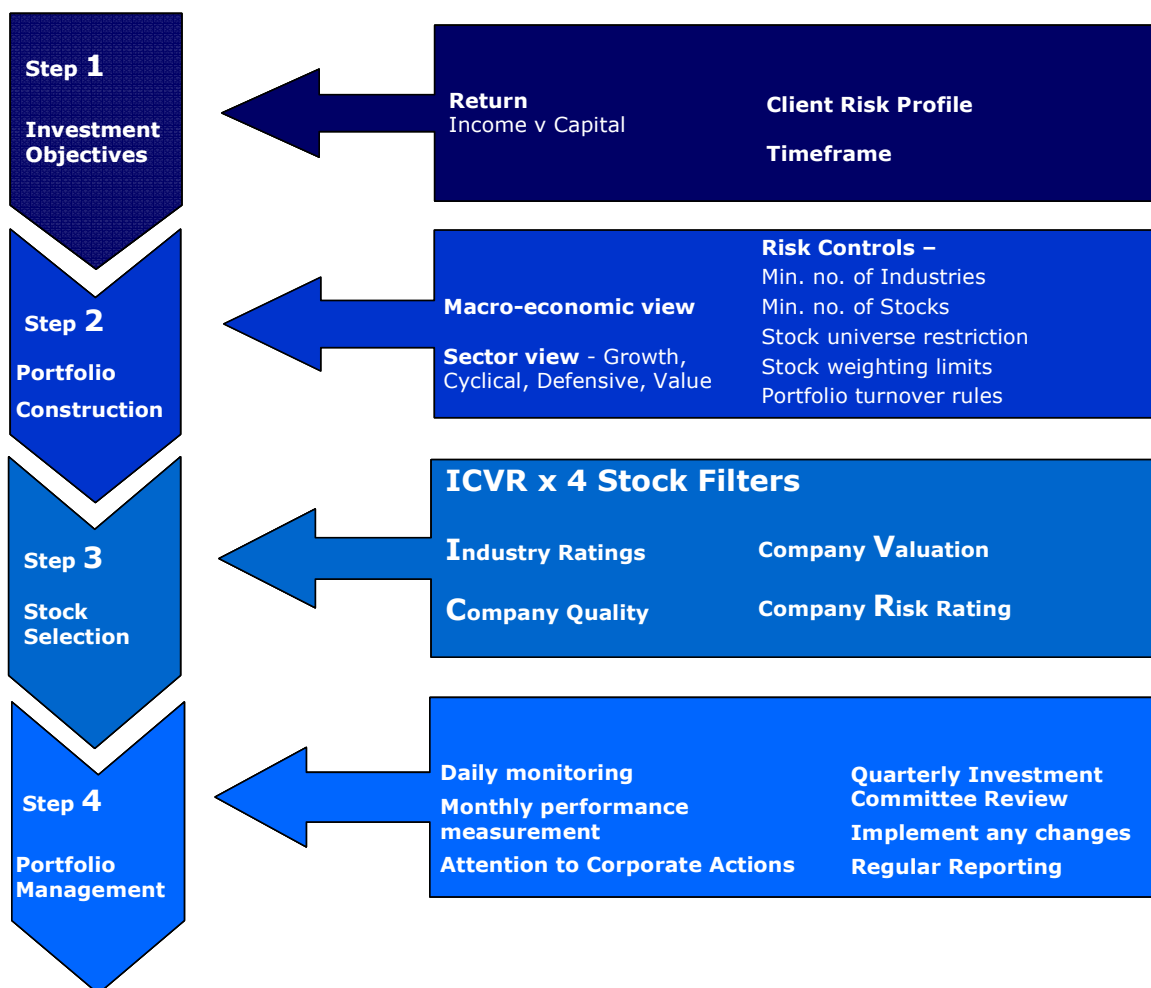 Step 1
Investment
Objectives
Return
Income v Capital
Client Risk Profile
Timeframe
Step 2
Portfolio
Construction
Macro-economic view
Sector view - Growth,
Cyclical, Defensive, Value
Risk Controls –
Min. no. of Industries
Min. no. of Stocks
Stock universe restriction
Stock weighting limits
Portfolio turnover rules
Step 3
Stock
Selection
ICVR x 4 Stock Filters
Industry Ratings
Company Quality
Company Valuation
Company Risk Rating
Step 4
Portfolio
Management
Daily monitoring
Monthly performance
measurement
Attention to Corporate Actions
Quarterly Investment
Committee Review
Implement any changes
Regular Reporting